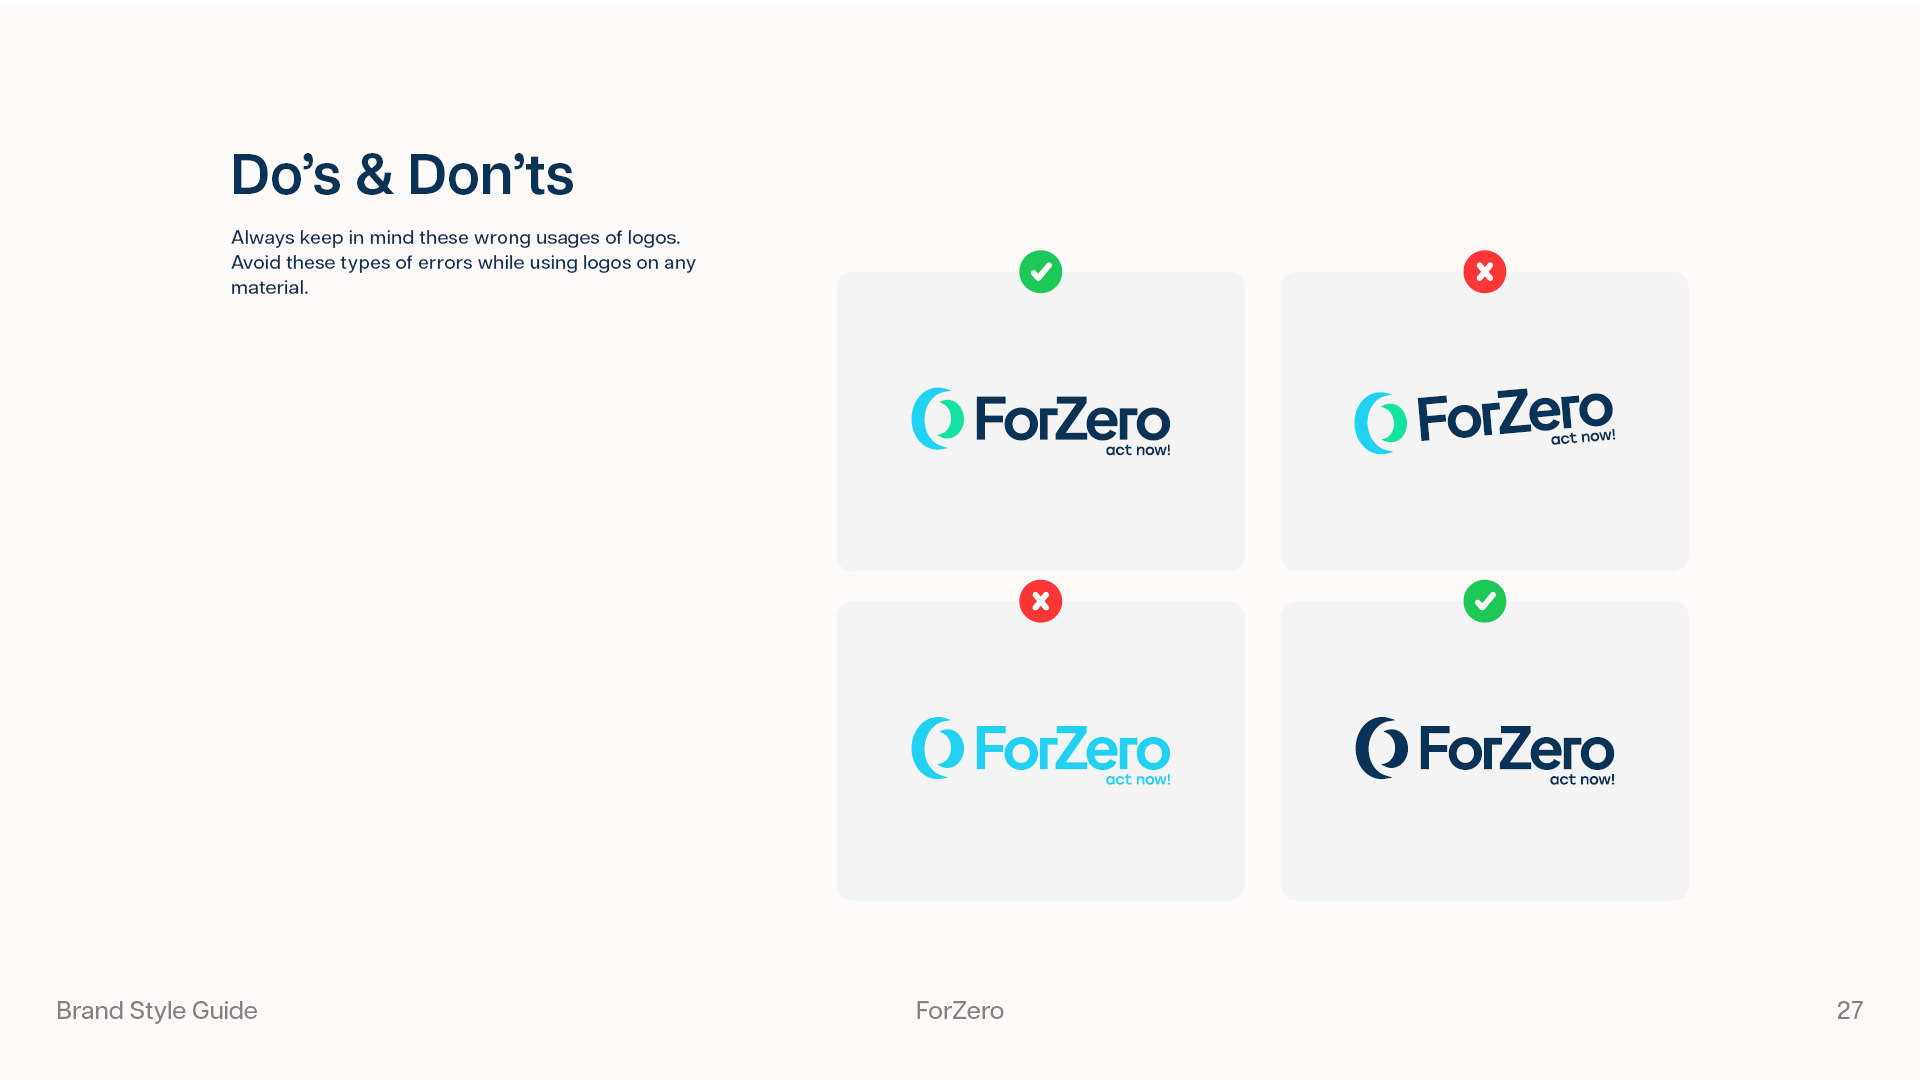 Do’s & Don’ts
Always keep in mind these wrong usages of logos.
Avoid these types of errors while using logos on any
material.
ForZero
act now!
ForZero
act now!
ForZero
act now!
ForZero
act now!
Brand Style Guide
ForZero
27